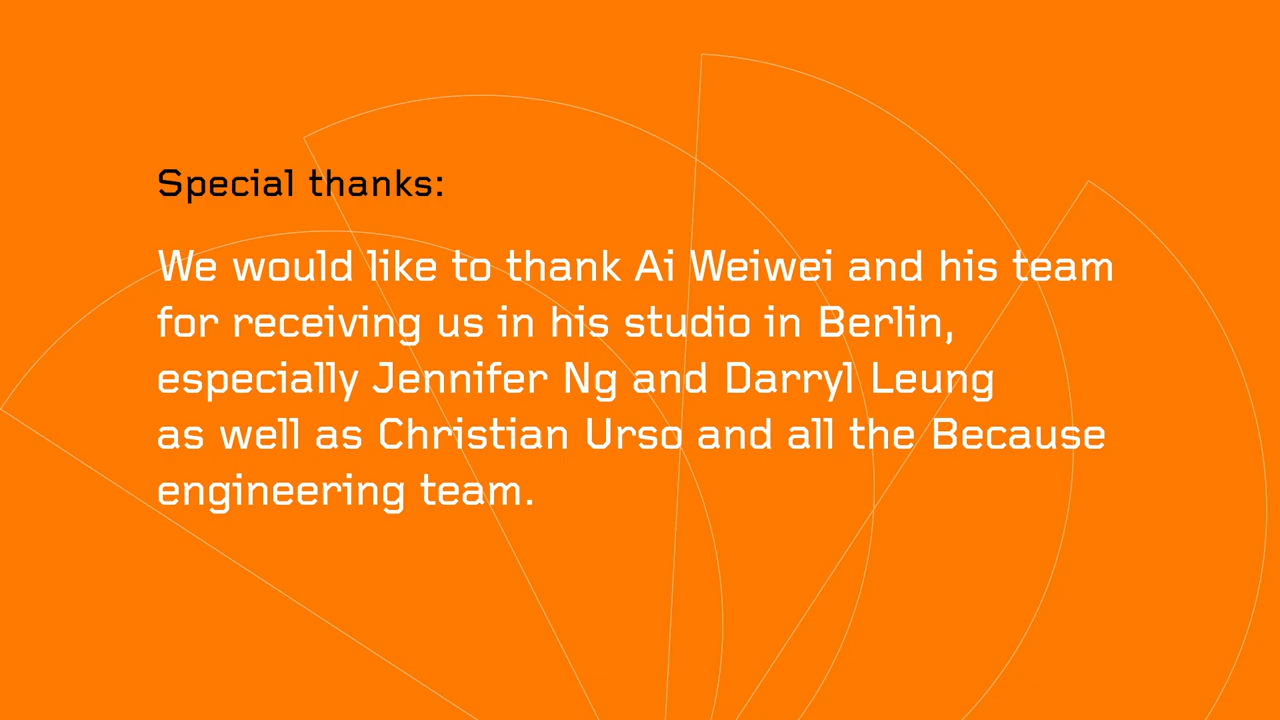 Special thanks:
We would like to thank Ai Weiwei and his team
for receiving us in his studio in Berlin,
especially Jennifer Ng and Darryl Leung
as well as Christian Urso and all the Because
engineering team.